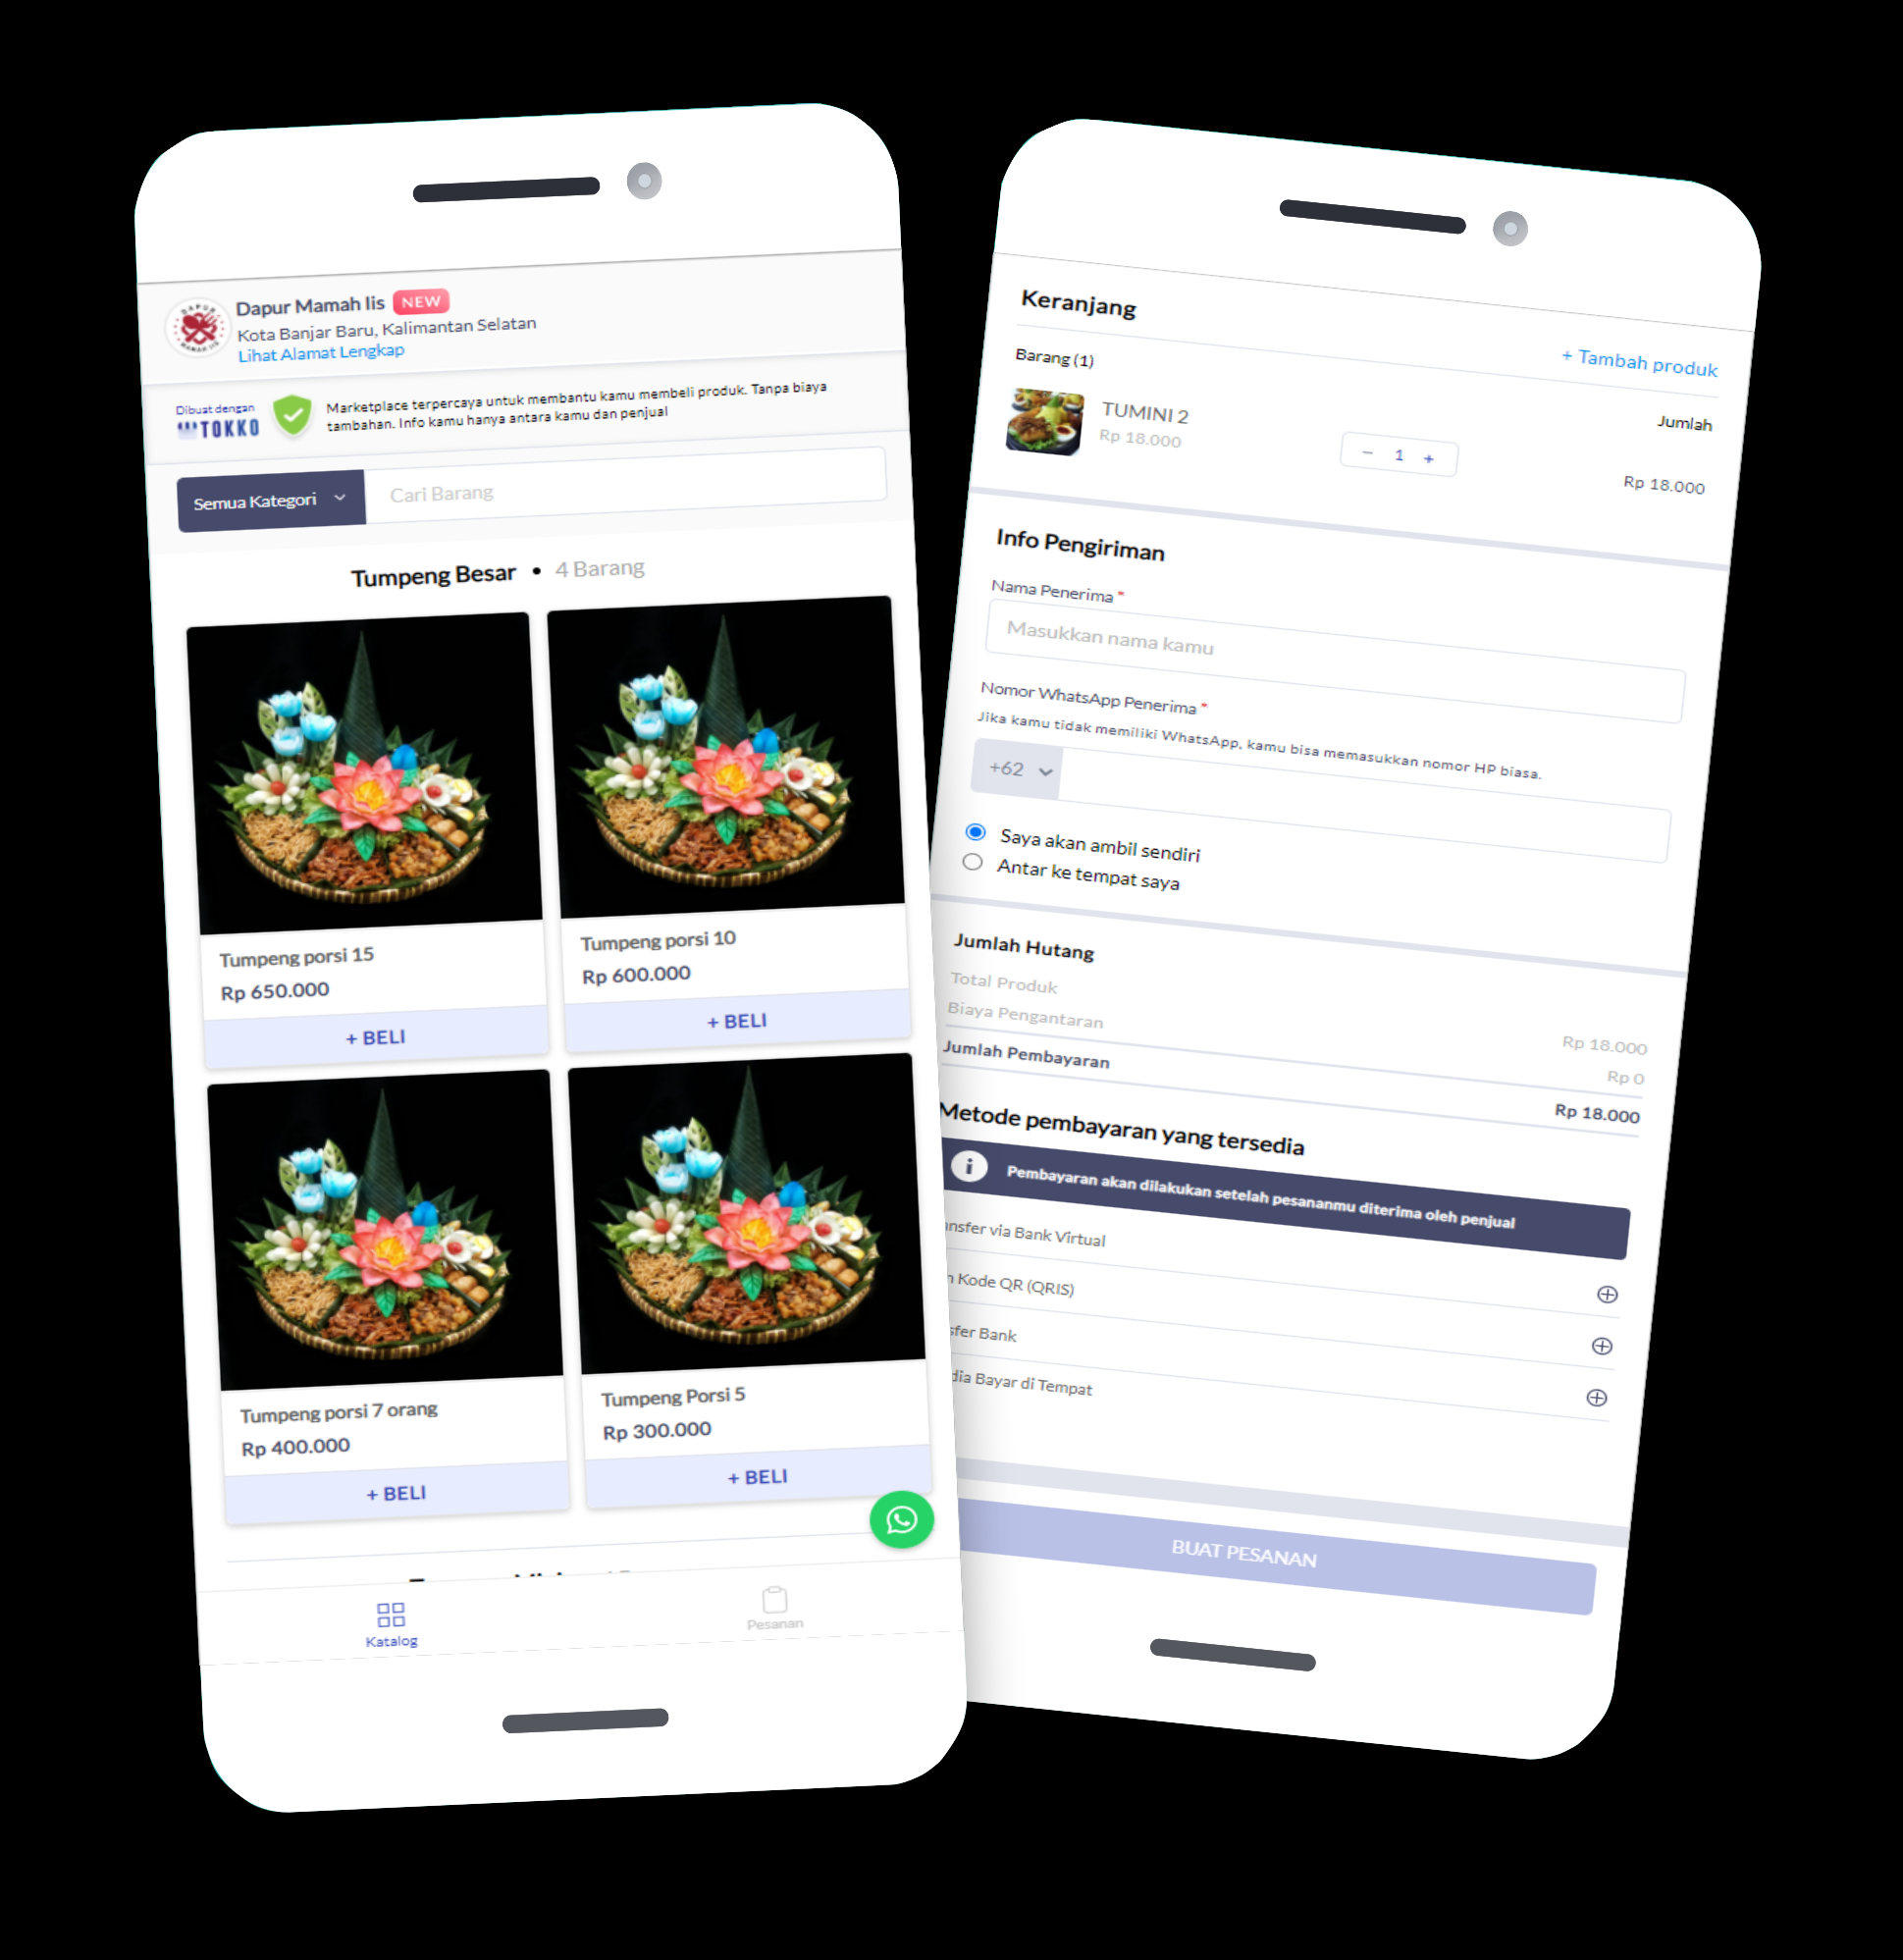 DAPUR
MAMAH IIS
Dapur Mamah Iis NEW
Kota Banjar Baru, Kalimantan Selatan
Lihat Alamat Lengkap
Dibuat dengan
TOKKO
Marketplace terpercaya untuk membantu kamu membeli produk. Tanpa biaya
tambahan. Info kamu hanya antara kamu dan penjual
Semua Kategori
Cari Barang
Tumpeng Besar • 4 Barang
Tumpeng porsi 15
Rp 650.000
+ BELI
Tumpeng porsi 10
Rp 600.000
+ BELI
Tumpeng porsi 7 orang
Rp 400.000
+ BELI
Tumpeng Porsi 5
Rp 300.000
+ BELI
Katalog
Pesanan
Keranjang
+ Tambah produk
Barang (1)
Jumlah
TUMINI 2
Rp 18.000
− 1 +
Rp 18.000
Info Pengiriman
Nama Penerima *
Masukkan nama kamu
Nomor WhatsApp Penerima *
Jika kamu tidak memiliki WhatsApp, kamu bisa memasukkan nomor HP biasa.
+62
Saya akan ambil sendiri
Antar ke tempat saya
Jumlah Hutang
Total Produk
Rp 18.000
Biaya Pengantaran
Rp 0
Jumlah Pembayaran
Rp 18.000
Metode pembayaran yang tersedia
i Pembayaran akan dilakukan setelah pesananmu diterima oleh penjual
nsfer via Bank Virtual
Kode QR (QRIS)
sfer Bank
dia Bayar di Tempat
BUAT PESANAN